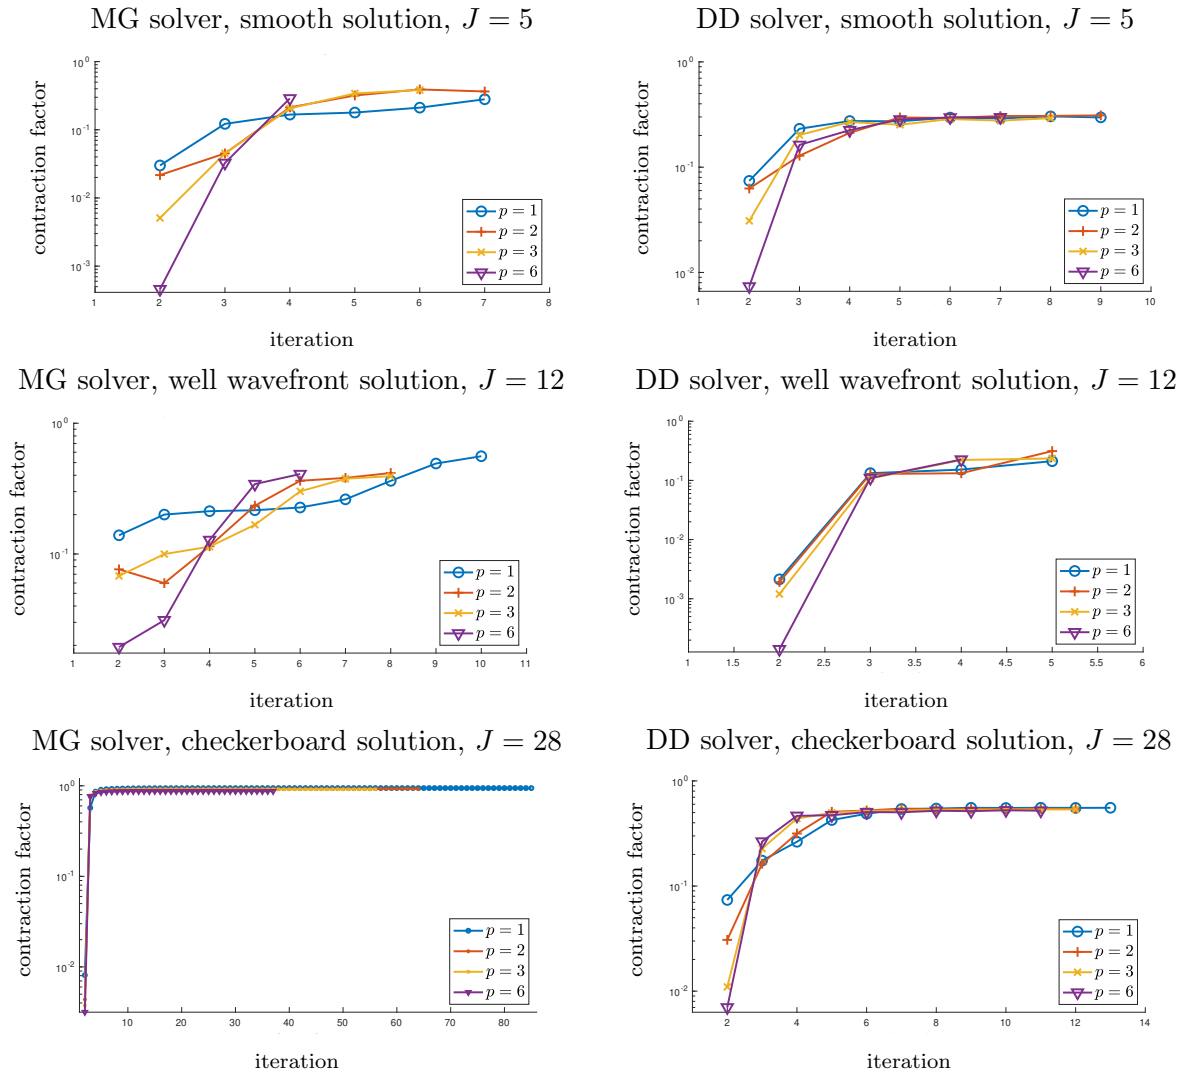 MG solver, smooth solution, J = 5
10^0
10^-1
10^-2
10^-3
contraction factor
1 2 3 4 5 6 7 8
iteration
p = 1
p = 2
p = 3
p = 6
DD solver, smooth solution, J = 5
10^0
10^-1
10^-2
contraction factor
1 2 3 4 5 6 7 8 9 10
iteration
p = 1
p = 2
p = 3
p = 6
MG solver, well wavefront solution, J = 12
10^0
10^-1
contraction factor
1 2 3 4 5 6 7 8 9 10 11
iteration
p = 1
p = 2
p = 3
p = 6
DD solver, well wavefront solution, J = 12
10^0
10^-1
10^-2
10^-3
contraction factor
1 1.5 2 2.5 3 3.5 4 4.5 5 5.5 6
iteration
p = 1
p = 2
p = 3
p = 6
MG solver, checkerboard solution, J = 28
10^0
10^-1
10^-2
contraction factor
10 20 30 40 50 60 70 80
iteration
p = 1
p = 2
p = 3
p = 6
DD solver, checkerboard solution, J = 28
10^0
10^-1
10^-2
contraction factor
2 4 6 8 10 12 14
iteration
p = 1
p = 2
p = 3
p = 6